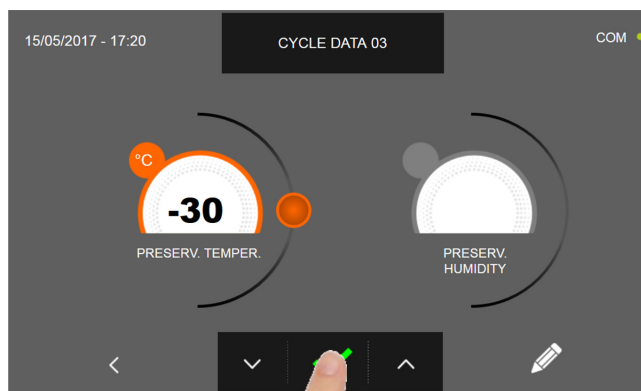 15/05/2017 - 17:20
CYCLE DATA 03
COM
°C
-30
PRESERV. TEMPER.
PRESERV.
HUMIDITY